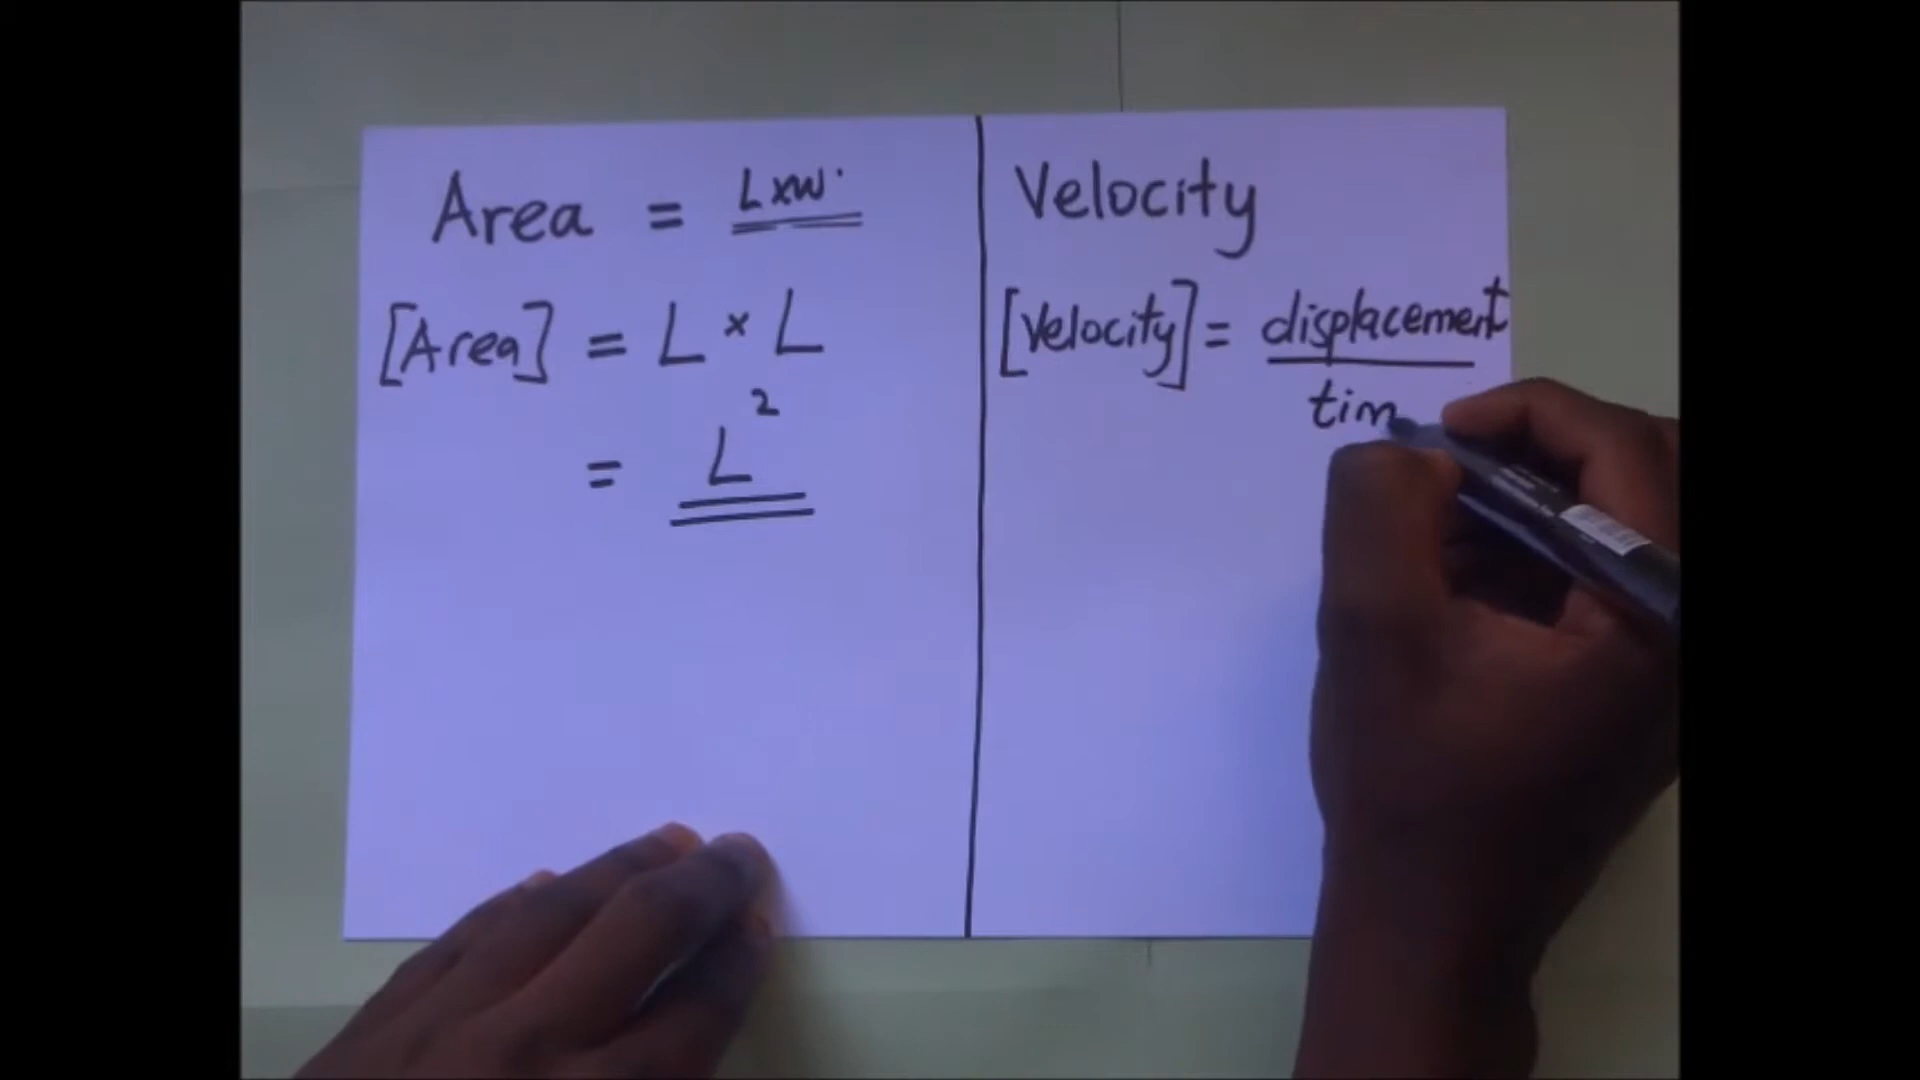 Area = Lxw.
[Area] = L × L
= L²
Velocity
[Velocity] = displacement
tim